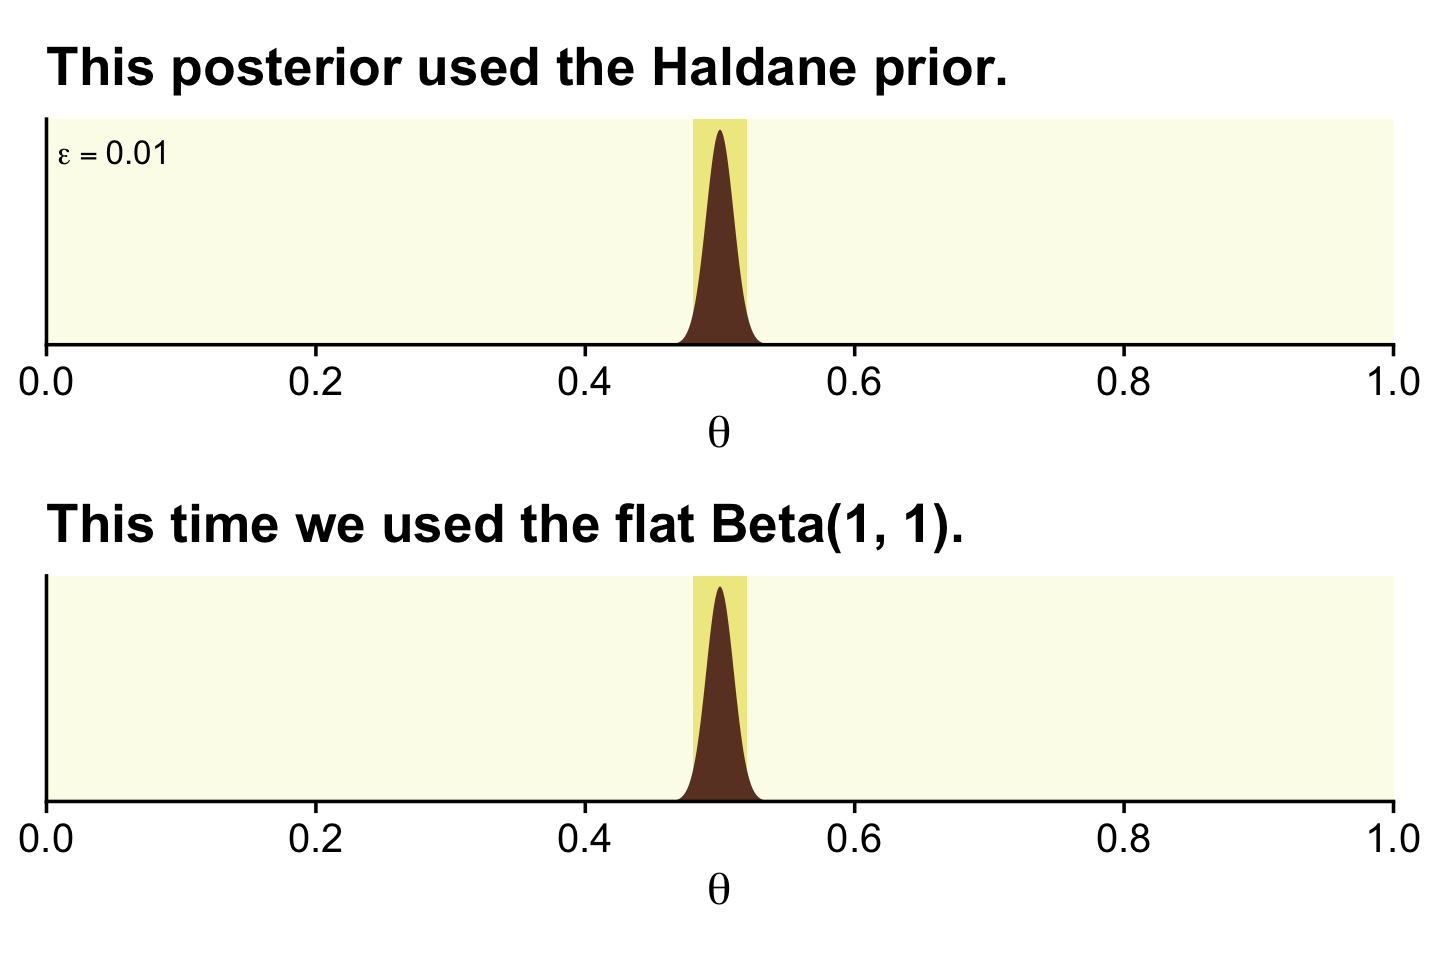 This posterior used the Haldane prior.
ε = 0.01
0.0 0.2 0.4 0.6 0.8 1.0
θ
This time we used the flat Beta(1, 1).
0.0 0.2 0.4 0.6 0.8 1.0
θ